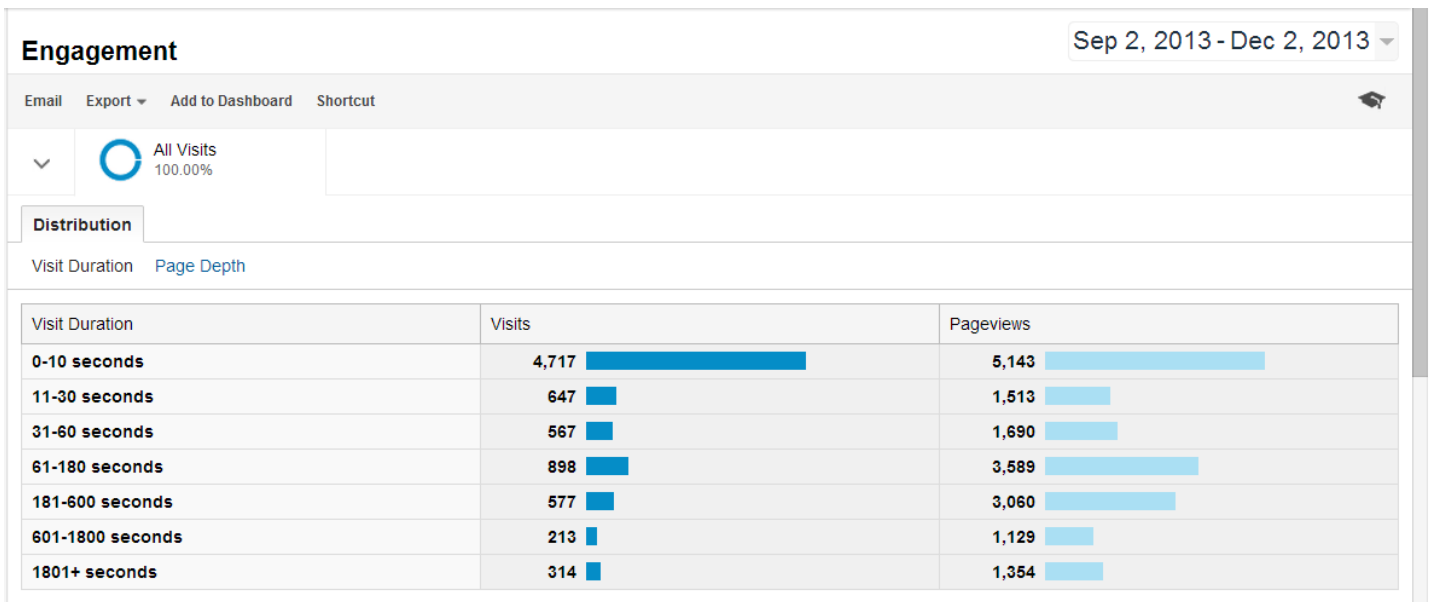 Engagement
Sep 2, 2013 - Dec 2, 2013
Email Export Add to Dashboard Shortcut
All Visits
100.00%
Distribution
Visit Duration Page Depth
Visit Duration Visits Pageviews
0-10 seconds 4,717 5,143
11-30 seconds 647 1,513
31-60 seconds 567 1,690
61-180 seconds 898 3,589
181-600 seconds 577 3,060
601-1800 seconds 213 1,129
1801+ seconds 314 1,354